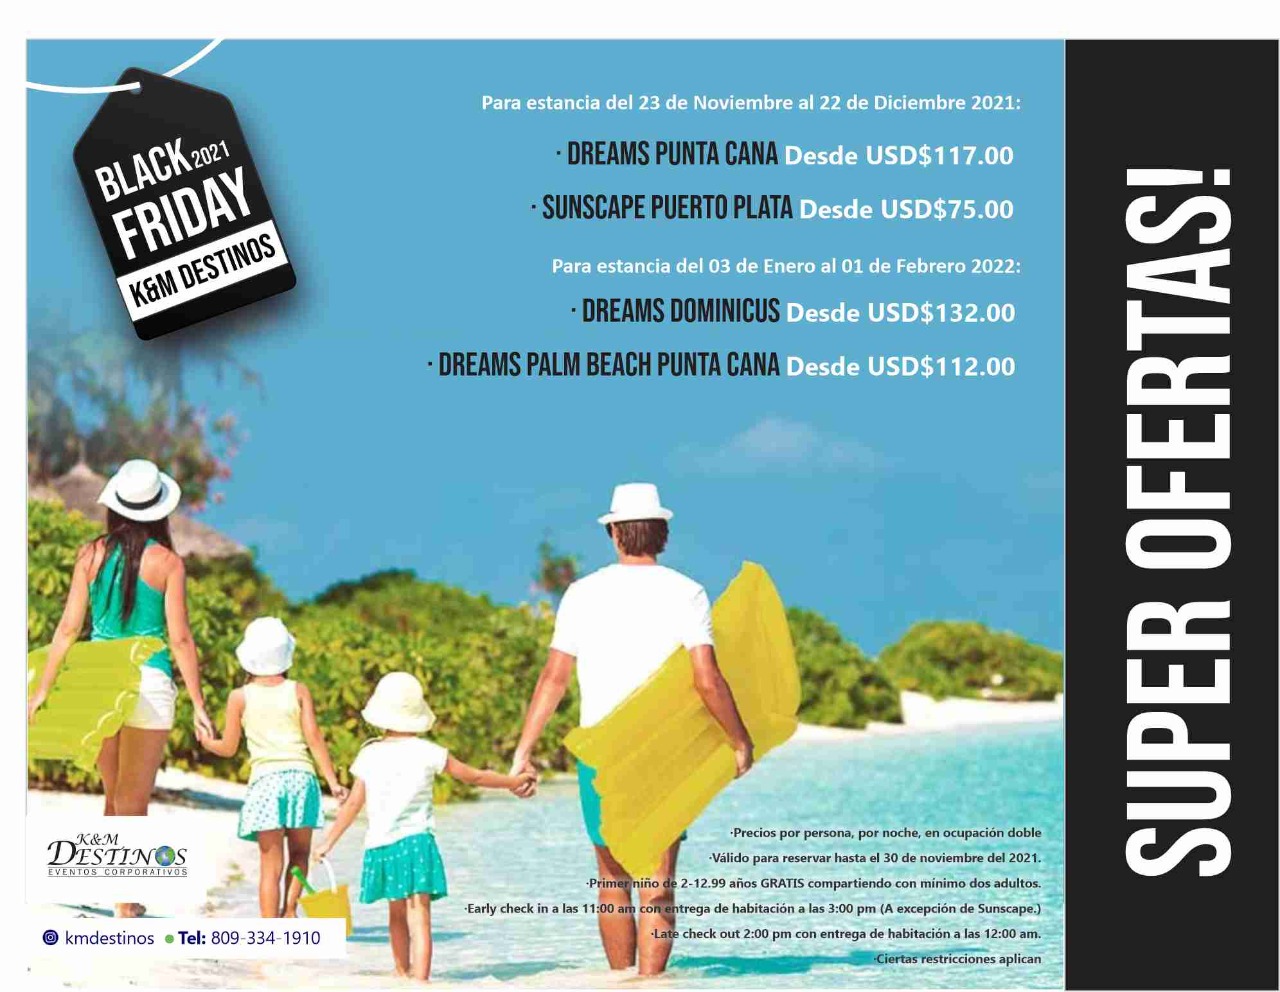 BLACK 2021
FRIDAY
K&M DESTINOS
Para estancia del 23 de Noviembre al 22 de Diciembre 2021:
· DREAMS PUNTA CANA Desde USD$117.00
· SUNSCAPE PUERTO PLATA Desde USD$75.00
Para estancia del 03 de Enero al 01 de Febrero 2022:
· DREAMS DOMINICUS Desde USD$132.00
· DREAMS PALM BEACH PUNTA CANA Desde USD$112.00
SUPER OFERTAS!
·Precios por persona, por noche, en ocupación doble
·Válido para reservar hasta el 30 de noviembre del 2021.
·Primer niño de 2-12.99 años GRATIS compartiendo con mínimo dos adultos.
·Early check in a las 11:00 am con entrega de habitación a las 3:00 pm (A excepción de Sunscape.)
·Late check out 2:00 pm con entrega de habitación a las 12:00 am.
·Ciertas restricciones aplican
K&M
DESTINOS
EVENTOS CORPORATIVOS
kmdestinos • Tel: 809-334-1910